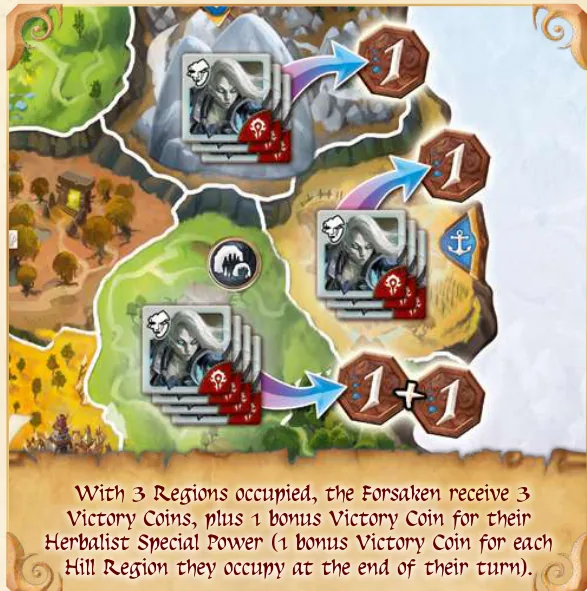 1
1
1 + 1
With 3 Regions occupied, the Forsaken receive 3
Victory Coins, plus 1 bonus Victory Coin for their
Herbalist Special Power (1 bonus Victory Coin for each
Hill Region they occupy at the end of their turn).